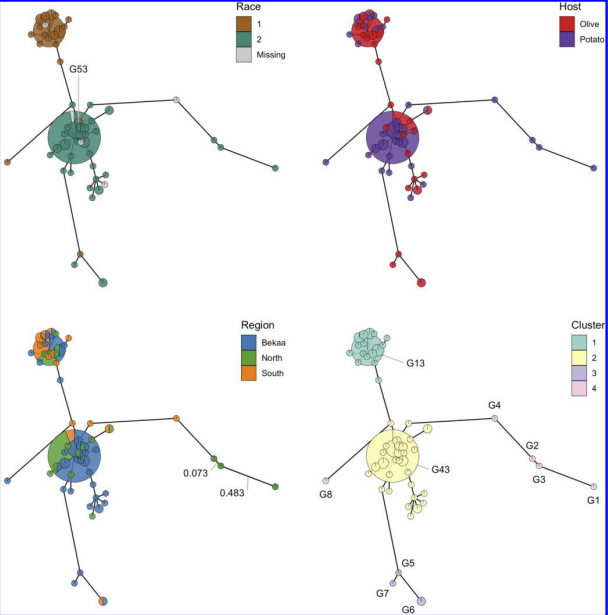 Race
1
2
Missing
G53
Host
Olive
Potato
Region
Bekaa
North
South
0.073
0.483
Cluster
1
2
3
4
G13
G4
G43
G2
G3
G8
G1
G5
G7
G6